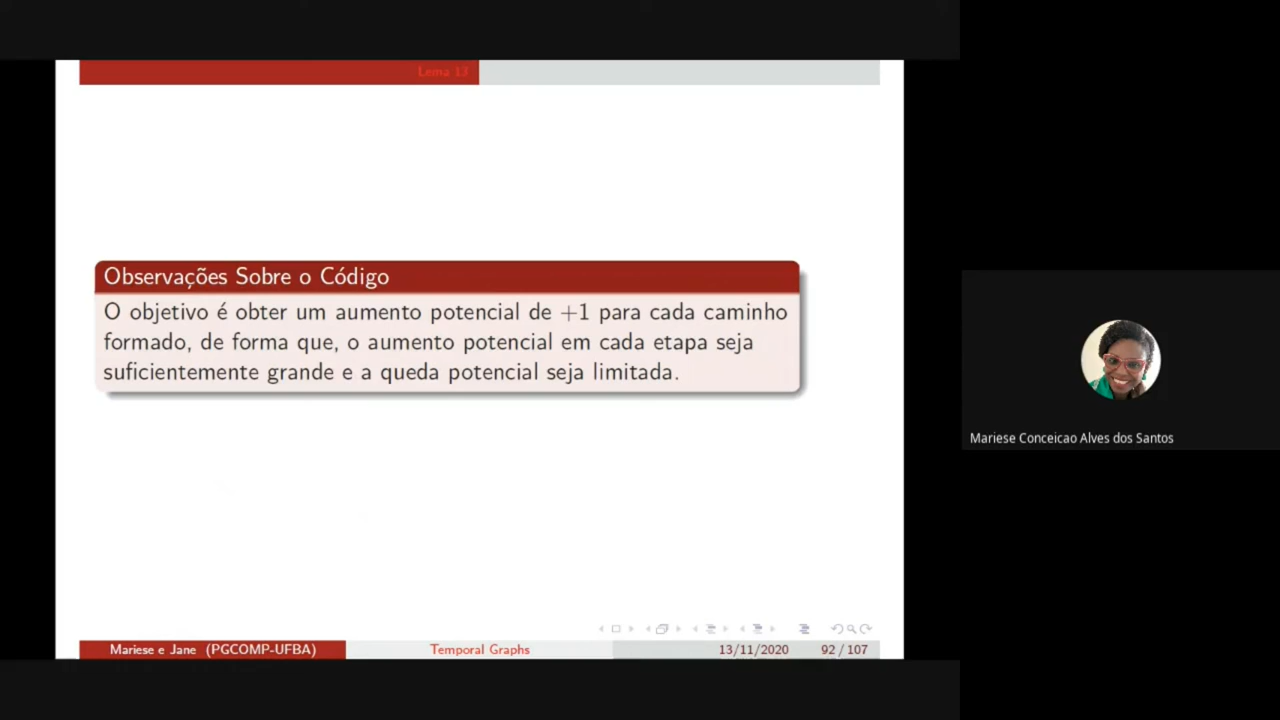 Lema 13
Observações Sobre o Código
O objetivo é obter um aumento potencial de +1 para cada caminho
formado, de forma que, o aumento potencial em cada etapa seja
suficientemente grande e a queda potencial seja limitada.
Mariese Conceicao Alves dos Santos
Mariese e Jane (PGCOMP-UFBA)
Temporal Graphs
13/11/2020
92 / 107